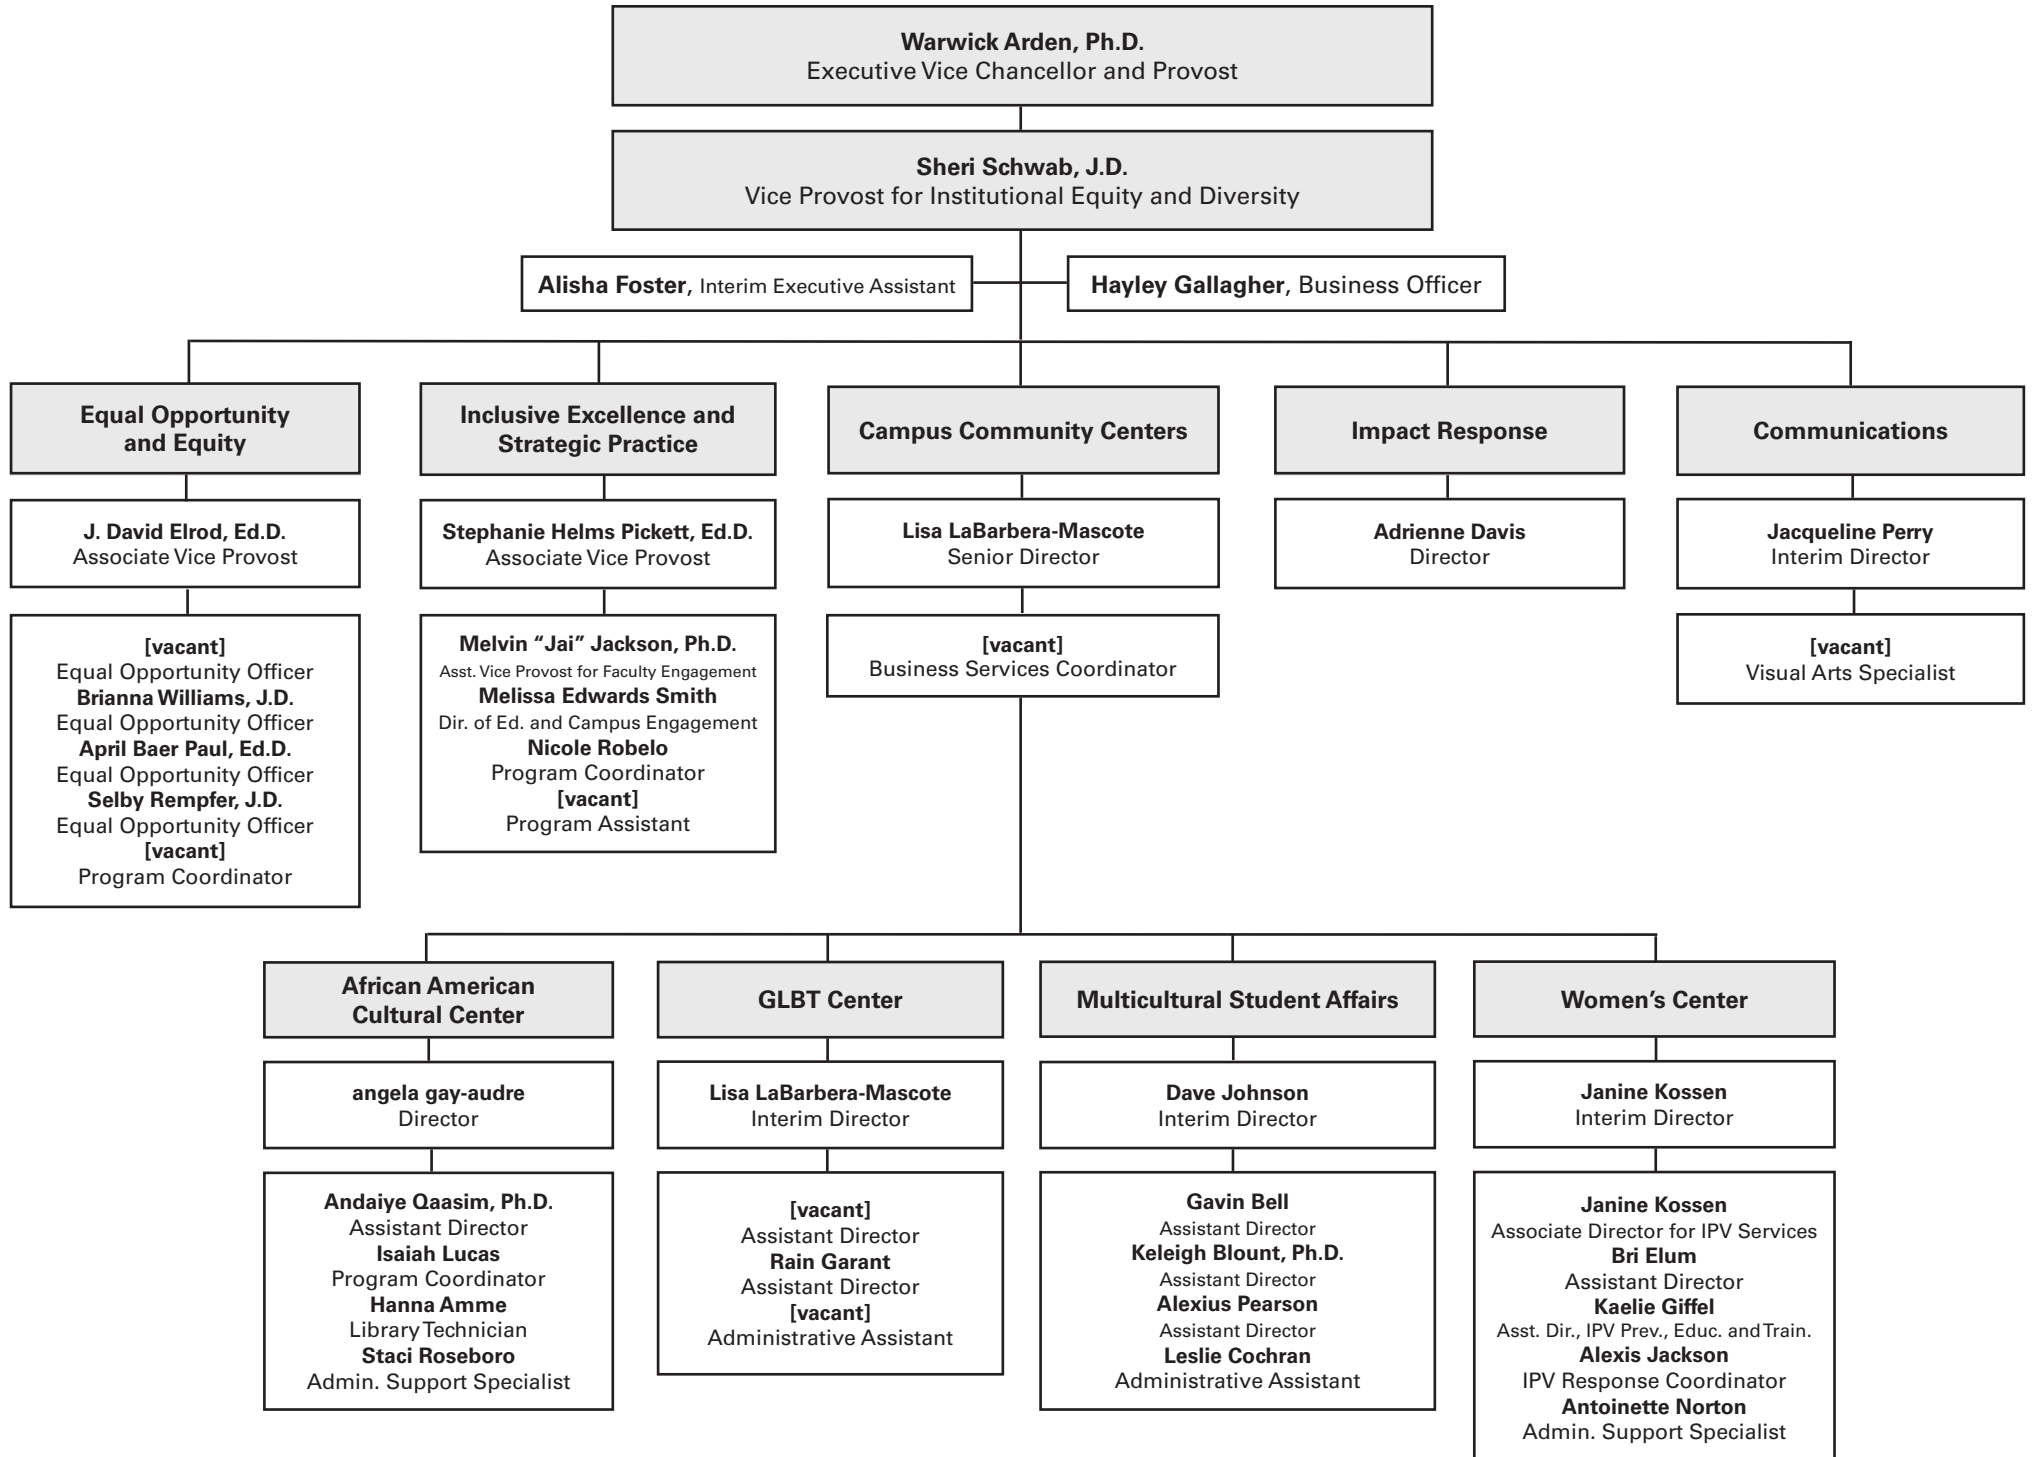 Warwick Arden, Ph.D.
Executive Vice Chancellor and Provost
Sheri Schwab, J.D.
Vice Provost for Institutional Equity and Diversity
Alisha Foster, Interim Executive Assistant
Hayley Gallagher, Business Officer
Equal Opportunity
and Equity
J. David Elrod, Ed.D.
Associate Vice Provost
[vacant]
Equal Opportunity Officer
Brianna Williams, J.D.
Equal Opportunity Officer
April Baer Paul, Ed.D.
Equal Opportunity Officer
Selby Rempfer, J.D.
Equal Opportunity Officer
[vacant]
Program Coordinator
Inclusive Excellence and
Strategic Practice
Stephanie Helms Pickett, Ed.D.
Associate Vice Provost
Melvin “Jai” Jackson, Ph.D.
Asst. Vice Provost for Faculty Engagement
Melissa Edwards Smith
Dir. of Ed. and Campus Engagement
Nicole Robelo
Program Coordinator
[vacant]
Program Assistant
Campus Community Centers
Lisa LaBarbera-Mascote
Senior Director
[vacant]
Business Services Coordinator
Impact Response
Adrienne Davis
Director
Communications
Jacqueline Perry
Interim Director
[vacant]
Visual Arts Specialist
African American
Cultural Center
angela gay-audre
Director
Andaiye Qaasim, Ph.D.
Assistant Director
Isaiah Lucas
Program Coordinator
Hanna Amme
Library Technician
Staci Roseboro
Admin. Support Specialist
GLBT Center
Lisa LaBarbera-Mascote
Interim Director
[vacant]
Assistant Director
Rain Garant
Assistant Director
[vacant]
Administrative Assistant
Multicultural Student Affairs
Dave Johnson
Interim Director
Gavin Bell
Assistant Director
Keleigh Blount, Ph.D.
Assistant Director
Alexius Pearson
Assistant Director
Leslie Cochran
Administrative Assistant
Women’s Center
Janine Kossen
Interim Director
Janine Kossen
Associate Director for IPV Services
Bri Elum
Assistant Director
Kaelie Giffel
Asst. Dir., IPV Prev., Educ. and Train.
Alexis Jackson
IPV Response Coordinator
Antoinette Norton
Admin. Support Specialist